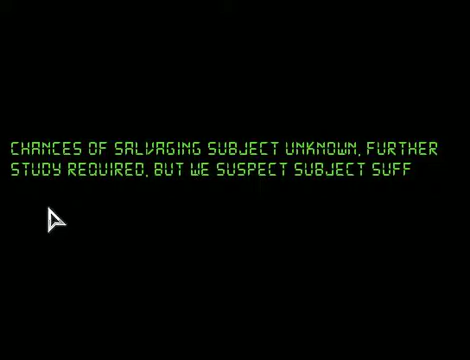 CHANCES OF SALVAGING SUBJECT UNKNOWN, FURTHER
STUDY REQUIRED, BUT WE SUSPECT SUBJECT SUFF